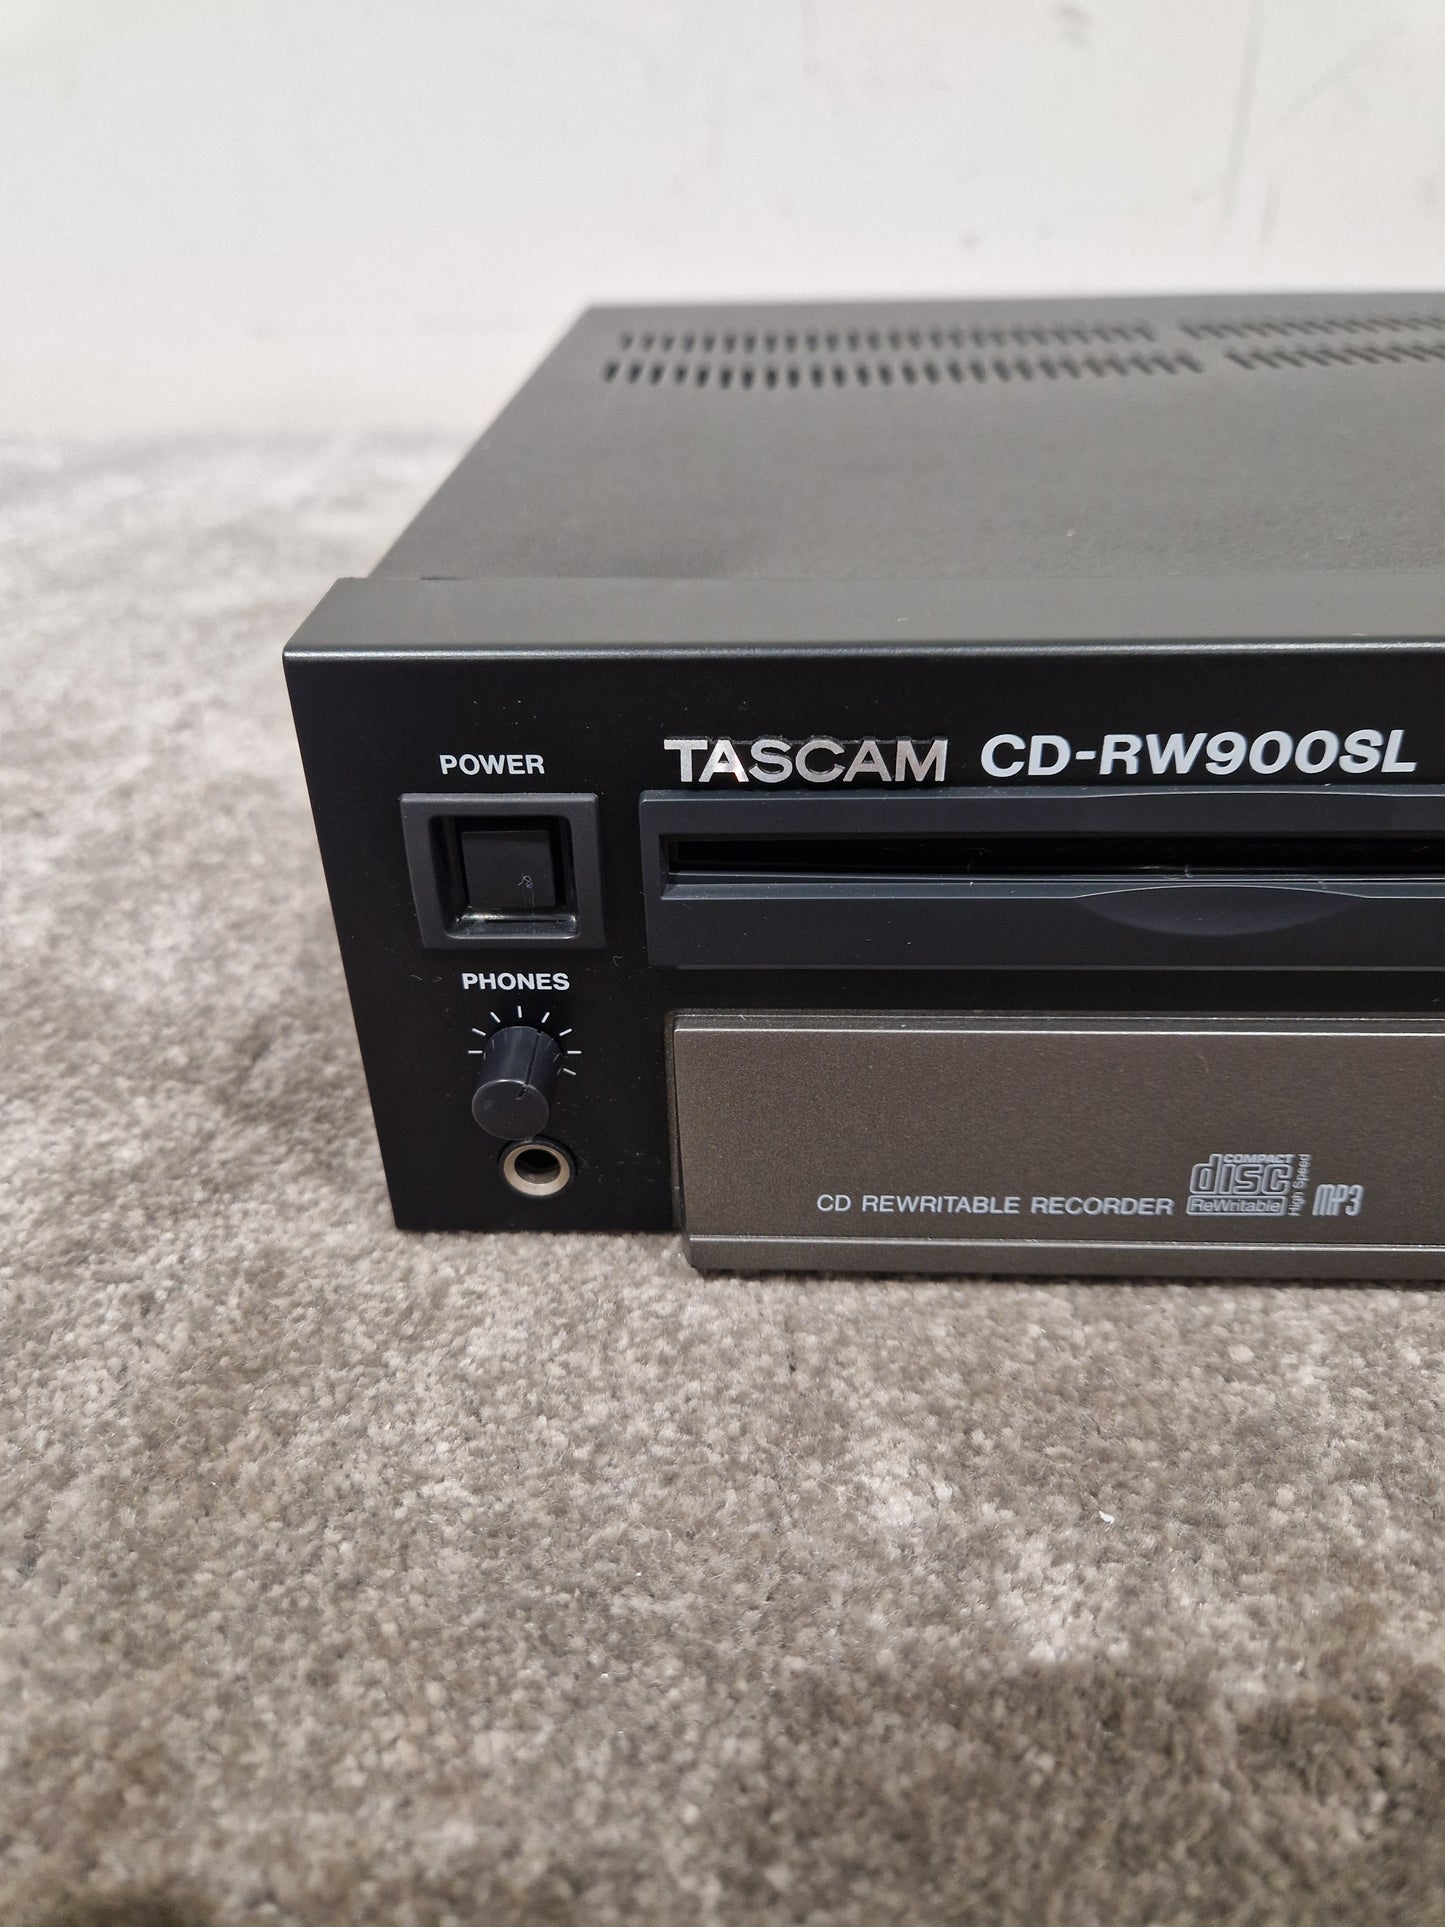 POWER
TASCAM CD-RW900SL
PHONES
CD REWRITABLE RECORDER
COMPACT
disc
ReWritable
High Speed
MP3